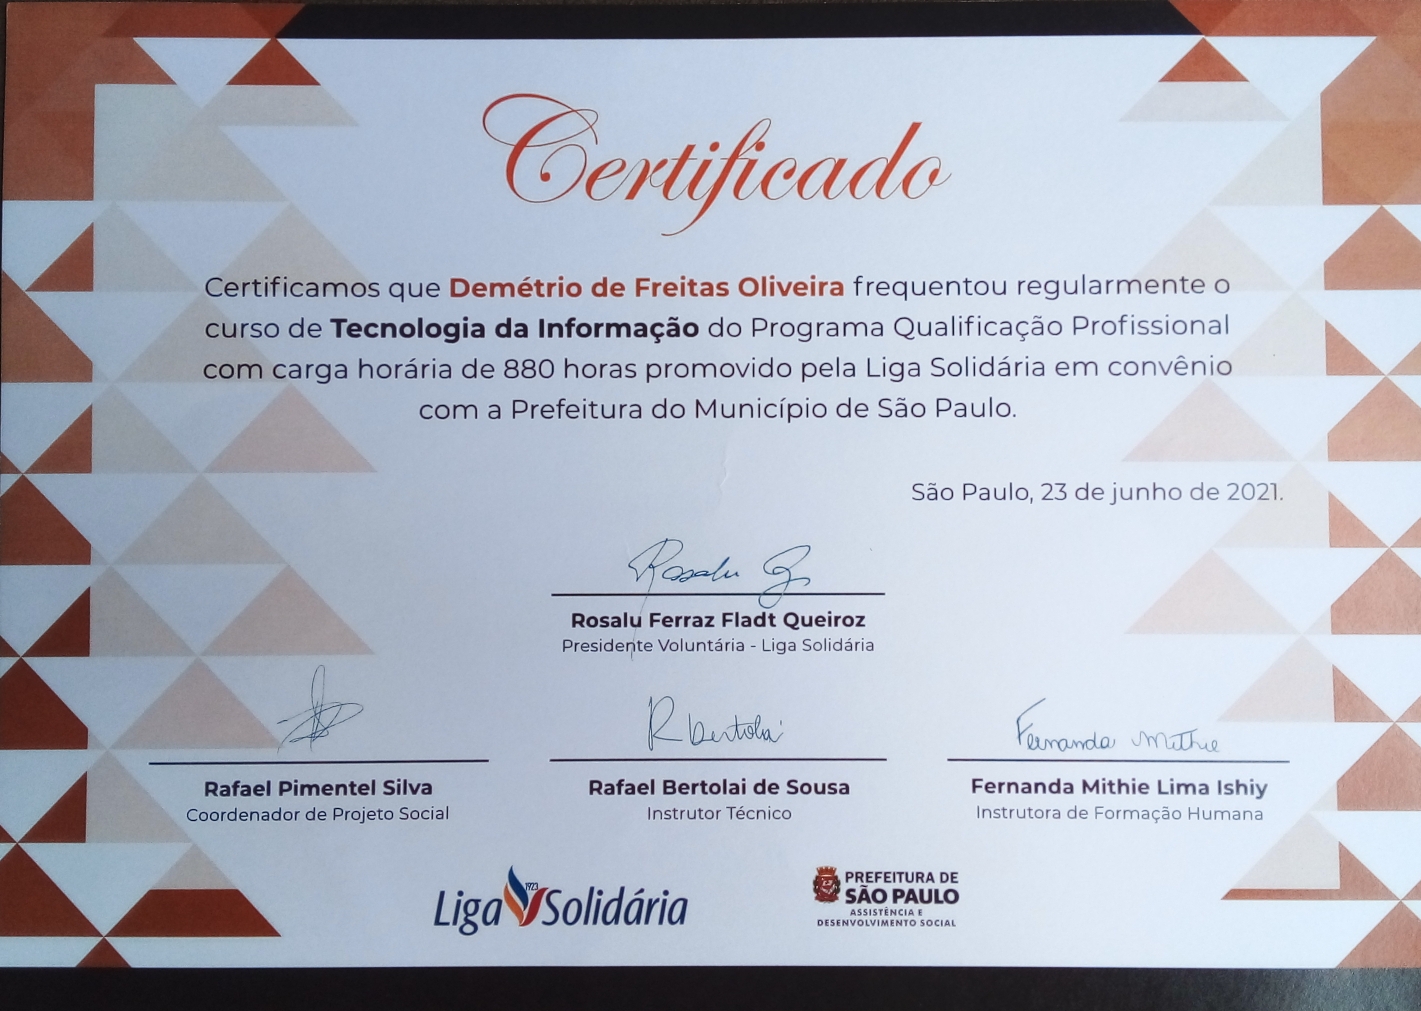 Certificado
Certificamos que Demétrio de Freitas Oliveira frequentou regularmente o
curso de Tecnologia da Informação do Programa Qualificação Profissional
com carga horária de 880 horas promovido pela Liga Solidária em convênio
com a Prefeitura do Município de São Paulo.
São Paulo, 23 de junho de 2021.
Rosalu
Rosalu Ferraz Fladt Queiroz
Presidente Voluntária - Liga Solidária
R Bertolai
Fernanda Mithie
Rafael Pimentel Silva
Coordenador de Projeto Social
Rafael Bertolai de Sousa
Instrutor Técnico
Fernanda Mithie Lima Ishiy
Instrutora de Formação Humana
Liga 1923 Solidária
PREFEITURA DE
SÃO PAULO
ASSISTÊNCIA E
DESENVOLVIMENTO SOCIAL